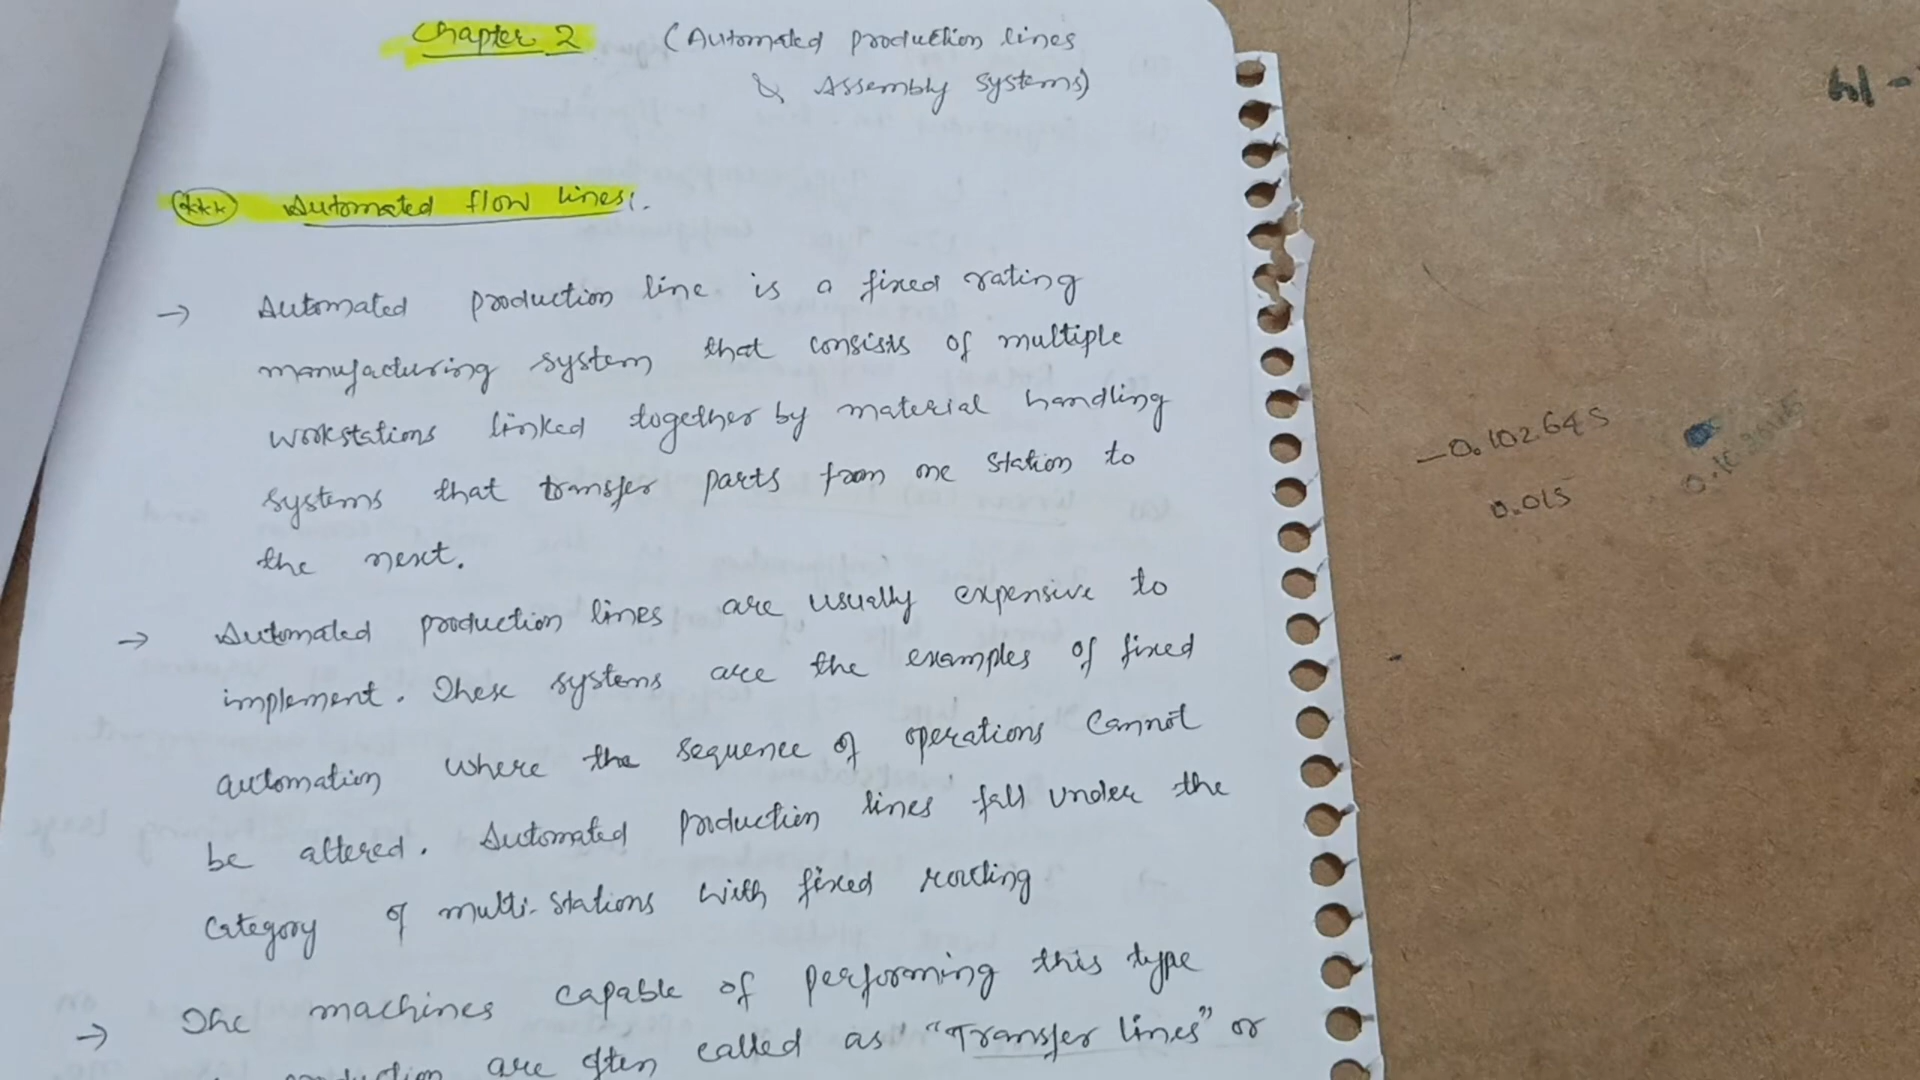 Chapter 2 (Automated production lines
& Assembly systems)
*** Automated flow lines:.
→ Automated production line is a fixed rating
manufacturing system that consists of multiple
workstations linked together by material handling
systems that transfer parts from one station to
the next.
→ Automated production lines are usually expensive to
implement. These systems are the examples of fixed
automation where the sequence of operations cannot
be altered. Automated production lines fall under the
category of multi-stations with fixed routing
→ The machines capable of performing this type
production are often called as "Transfer lines" or
-0.102645
0.015